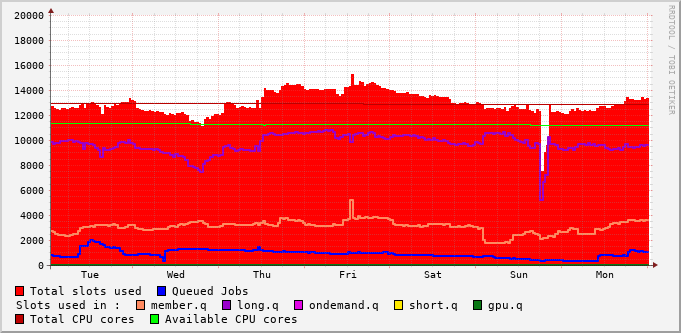 20000
18000
16000
14000
12000
10000
8000
6000
4000
2000
0
Tue Wed Thu Fri Sat Sun Mon
RRDTOOL / TOBI OETIKER
Total slots used Queued Jobs
Slots used in : member.q long.q ondemand.q short.q gpu.q
Total CPU cores Available CPU cores